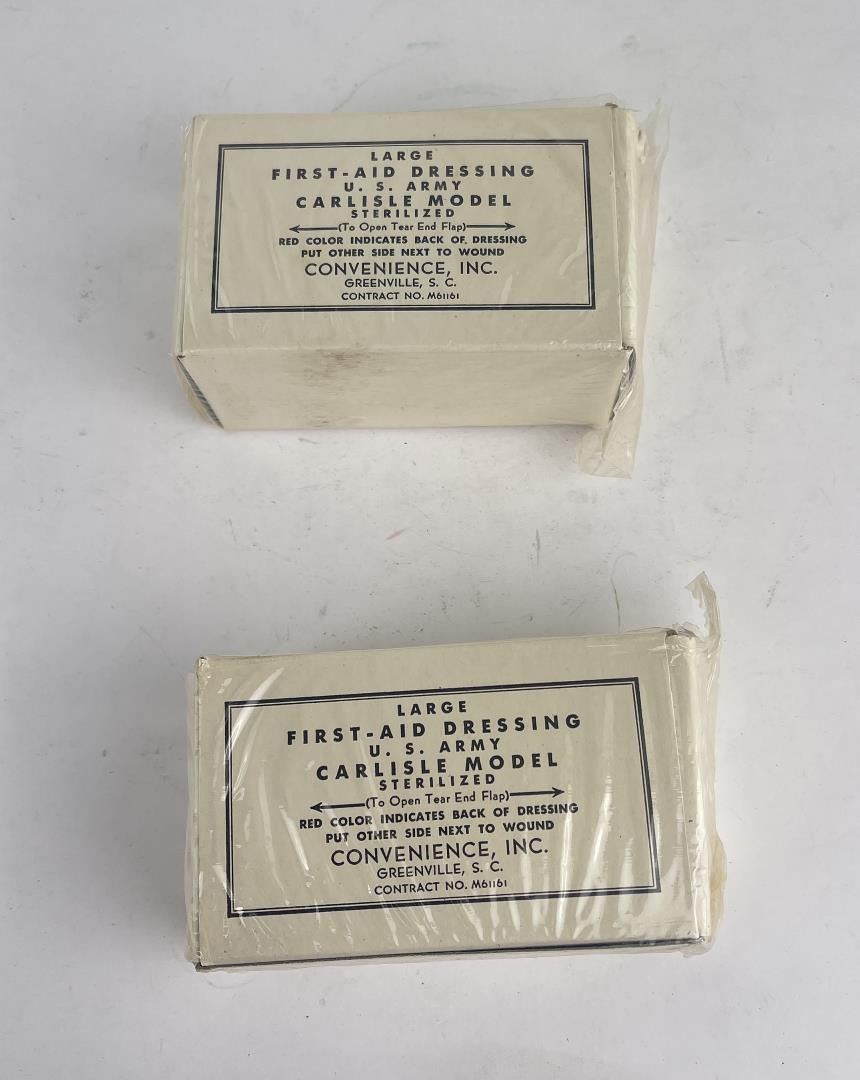 LARGE
FIRST-AID DRESSING
U. S. ARMY
CARLISLE MODEL
STERILIZED
(To Open Tear End Flap)
RED COLOR INDICATES BACK OF DRESSING
PUT OTHER SIDE NEXT TO WOUND
CONVENIENCE, INC.
GREENVILLE, S. C.
CONTRACT NO. M61161
LARGE
FIRST-AID DRESSING
U. S. ARMY
CARLISLE MODEL
STERILIZED
(To Open Tear End Flap)
RED COLOR INDICATES BACK OF DRESSING
PUT OTHER SIDE NEXT TO WOUND
CONVENIENCE, INC.
GREENVILLE, S. C.
CONTRACT NO. M61161